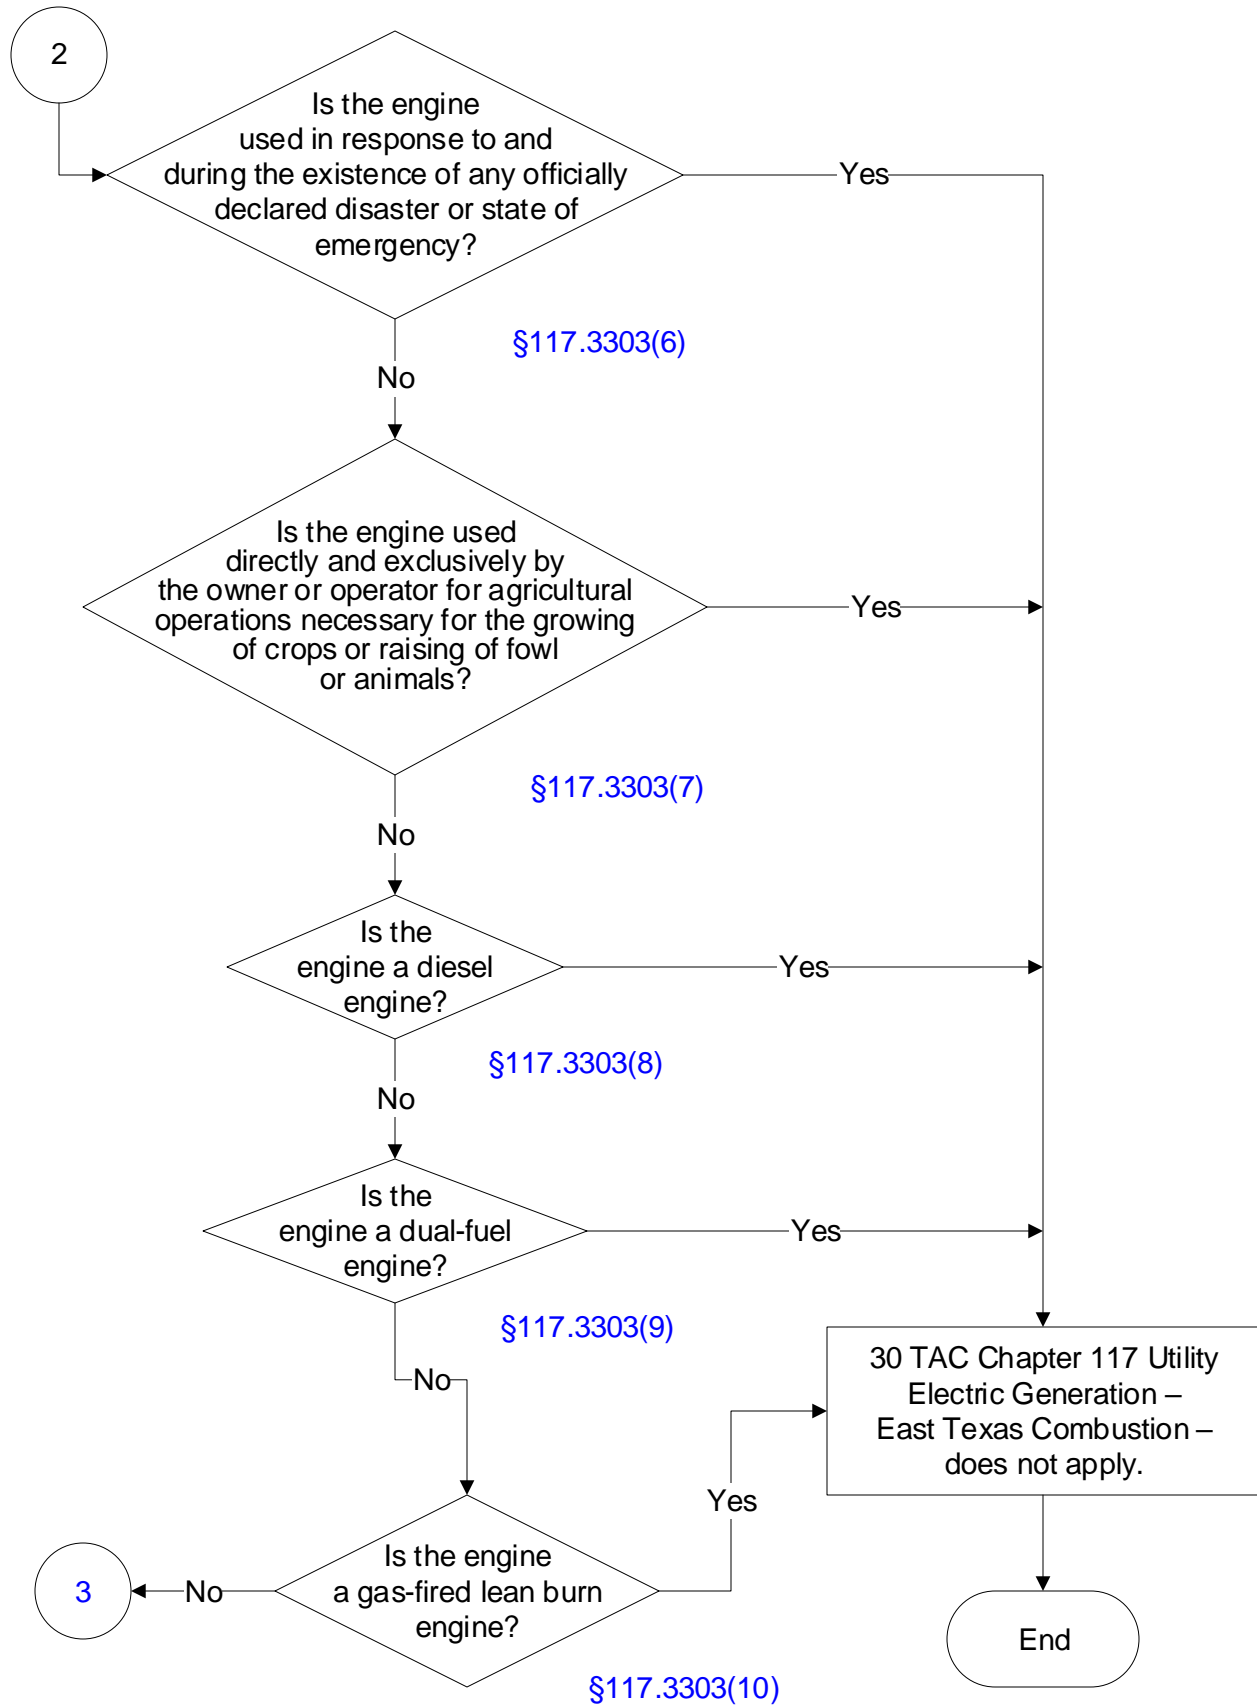 2
Is the engine
used in response to and
during the existence of any officially
declared disaster or state of
emergency?
Yes
§117.3303(6)
No
Is the engine used
directly and exclusively by
the owner or operator for agricultural
operations necessary for the growing
of crops or raising of fowl
or animals?
Yes
§117.3303(7)
No
Is the
engine a diesel
engine?
Yes
§117.3303(8)
No
Is the
engine a dual-fuel
engine?
Yes
§117.3303(9)
No
30 TAC Chapter 117 Utility
Electric Generation –
East Texas Combustion –
does not apply.
Yes
Is the engine
a gas-fired lean burn
engine?
No
3
End
§117.3303(10)